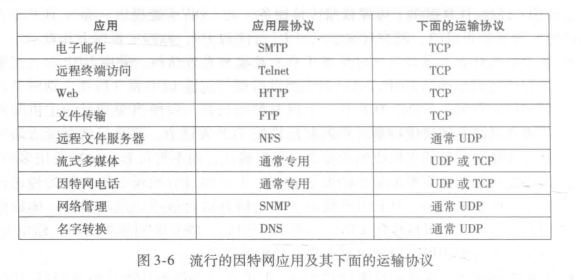 应用 应用层协议 下面的运输协议
电子邮件 SMTP TCP
远程终端访问 Telnet TCP
Web HTTP TCP
文件传输 FTP TCP
远程文件服务器 NFS 通常 UDP
流式多媒体 通常专用 UDP 或 TCP
因特网电话 通常专用 UDP 或 TCP
网络管理 SNMP 通常 UDP
名字转换 DNS 通常 UDP
图 3-6 流行的因特网应用及其下面的运输协议